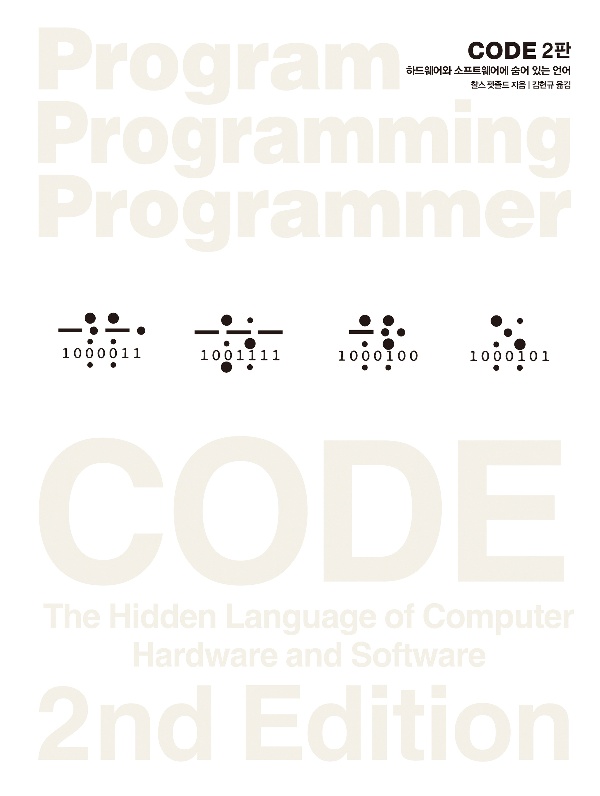 Program
Programming
Programmer
CODE 2판
하드웨어와 소프트웨어에 숨어 있는 언어
찰스 펫졸드 지음 | 김현규 옮김
1000011 1001111 1000100 1000101
CODE
The Hidden Language of Computer
Hardware and Software
2nd Edition